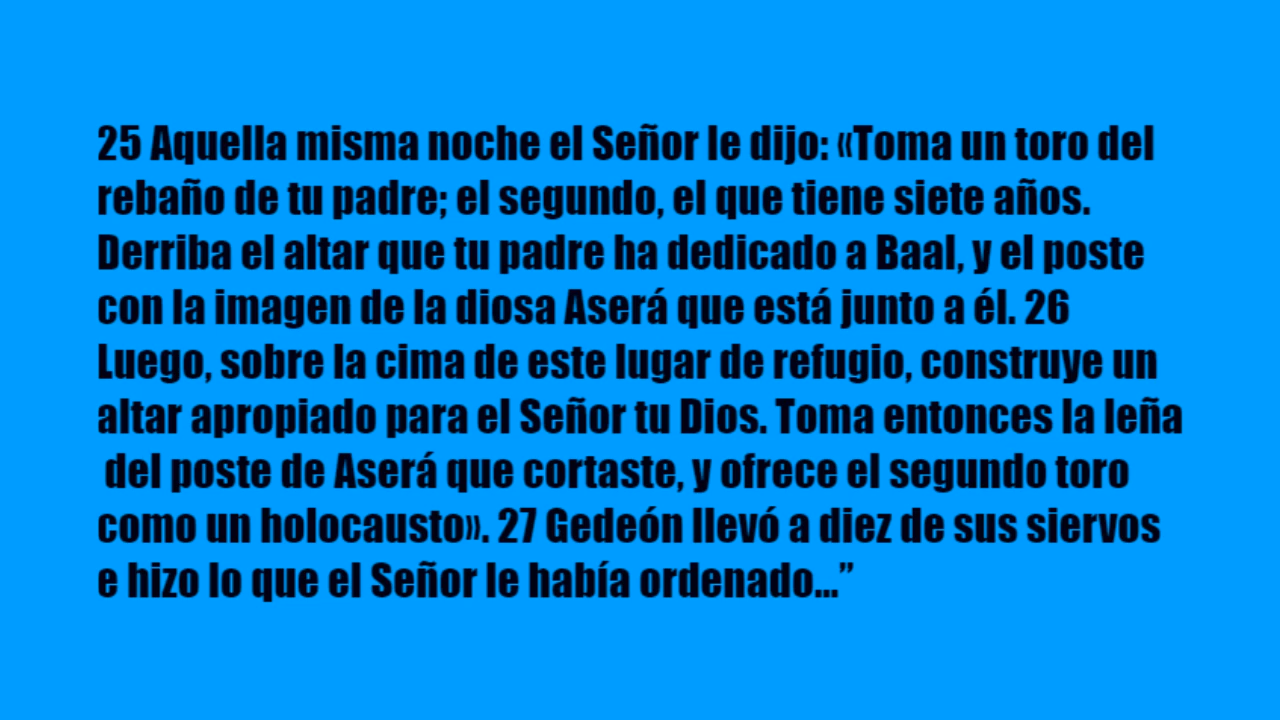 25 Aquella misma noche el Señor le dijo: «Toma un toro del
rebaño de tu padre; el segundo, el que tiene siete años.
Derriba el altar que tu padre ha dedicado a Baal, y el poste
con la imagen de la diosa Aserá que está junto a él. 26
Luego, sobre la cima de este lugar de refugio, construye un
altar apropiado para el Señor tu Dios. Toma entonces la leña
del poste de Aserá que cortaste, y ofrece el segundo toro
como un holocausto». 27 Gedeón llevó a diez de sus siervos
e hizo lo que el Señor le había ordenado...”